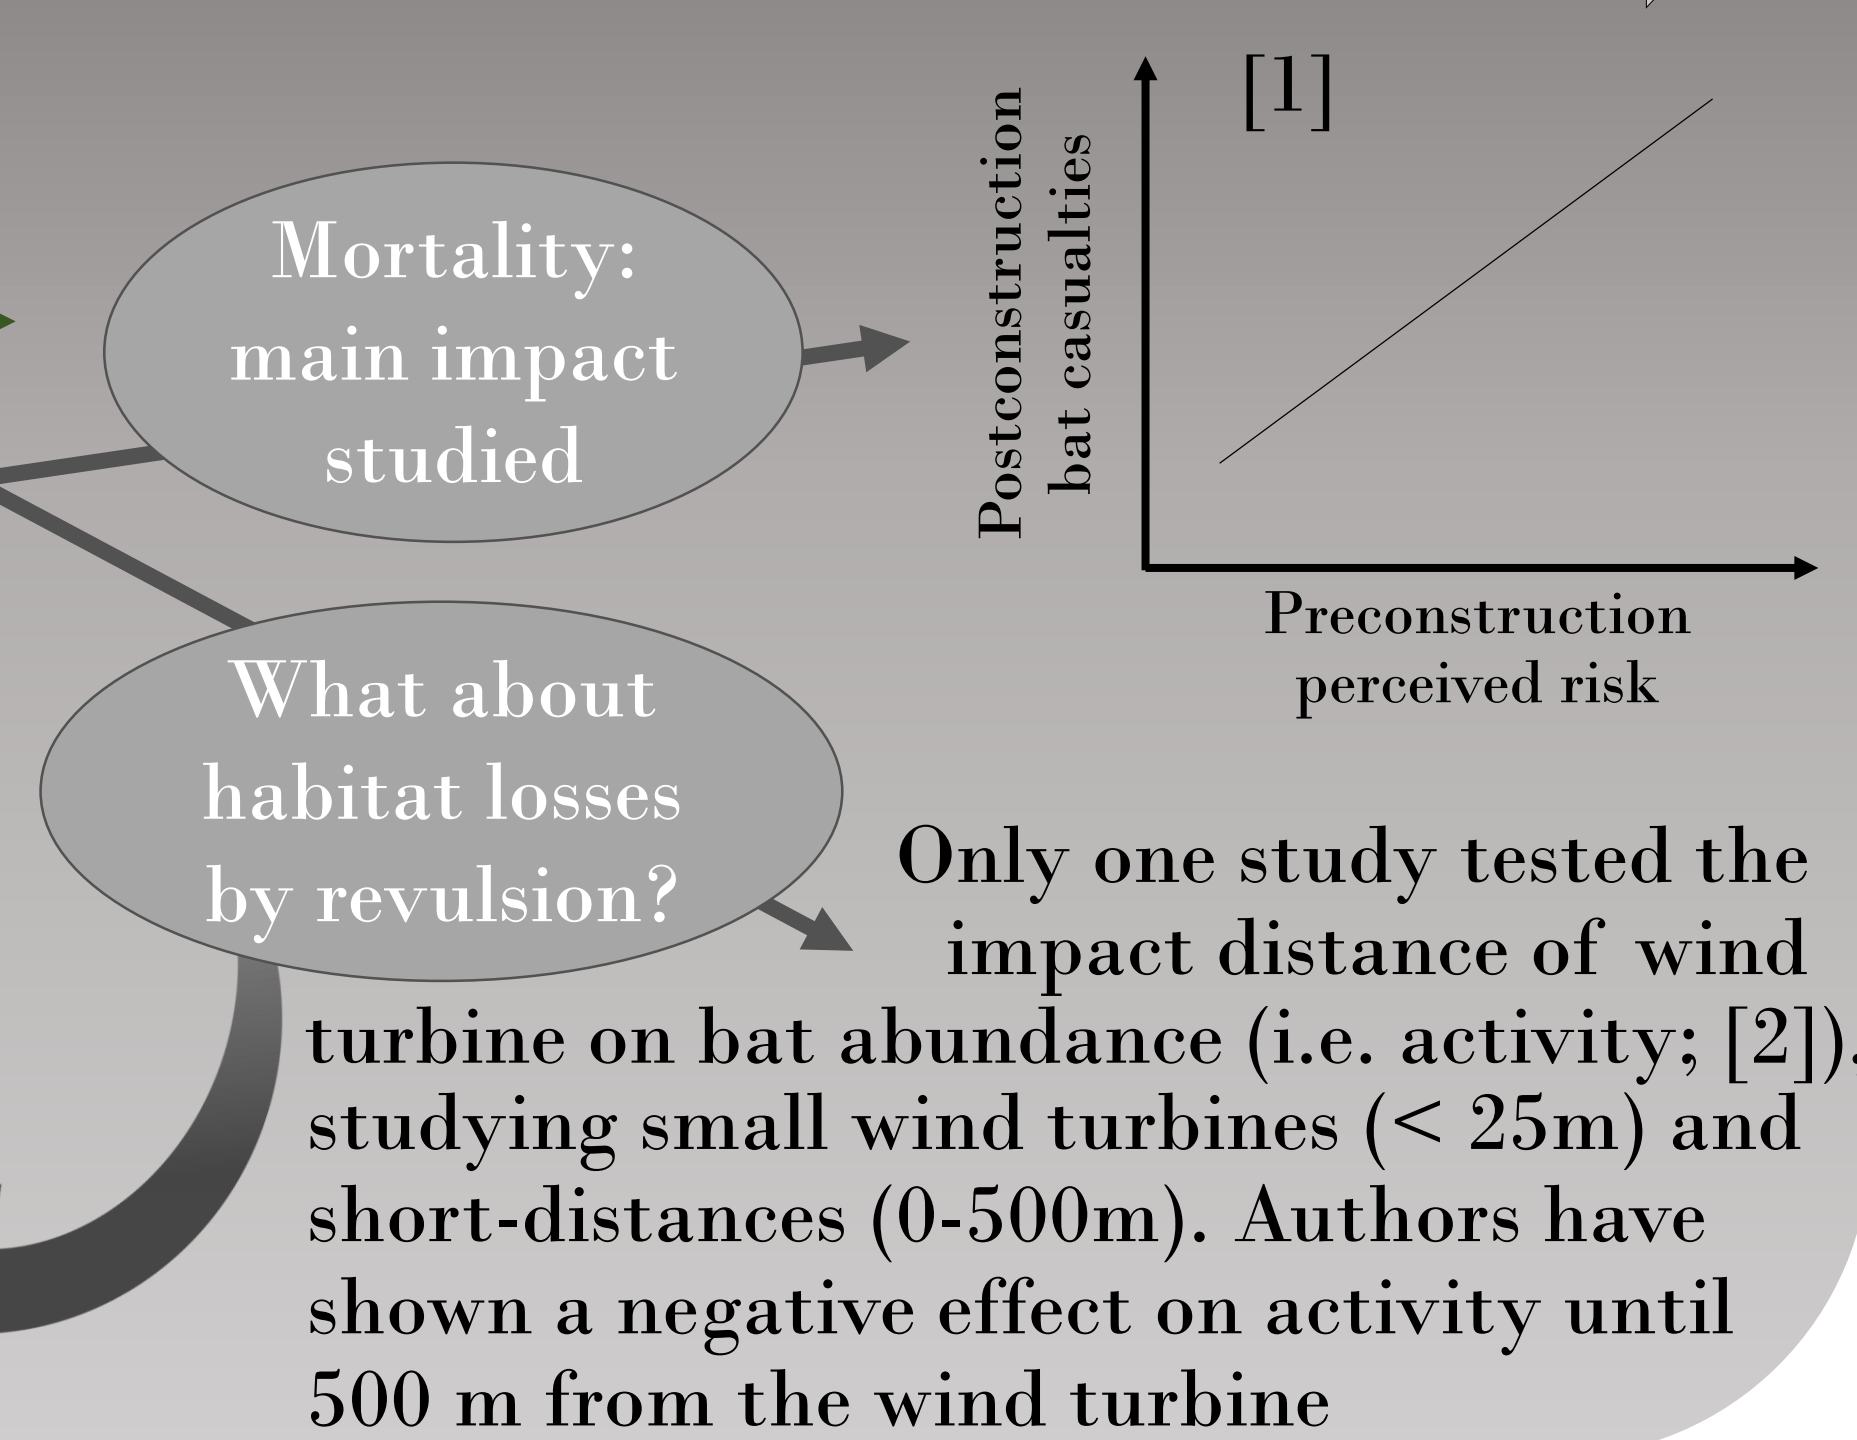 [1]
Postconstruction
bat casualties
Mortality:
main impact
studied
Preconstruction
perceived risk
What about
habitat losses
by revulsion?
Only one study tested the
impact distance of wind
turbine on bat abundance (i.e. activity; [2]).
studying small wind turbines (< 25m) and
short-distances (0-500m). Authors have
shown a negative effect on activity until
500 m from the wind turbine